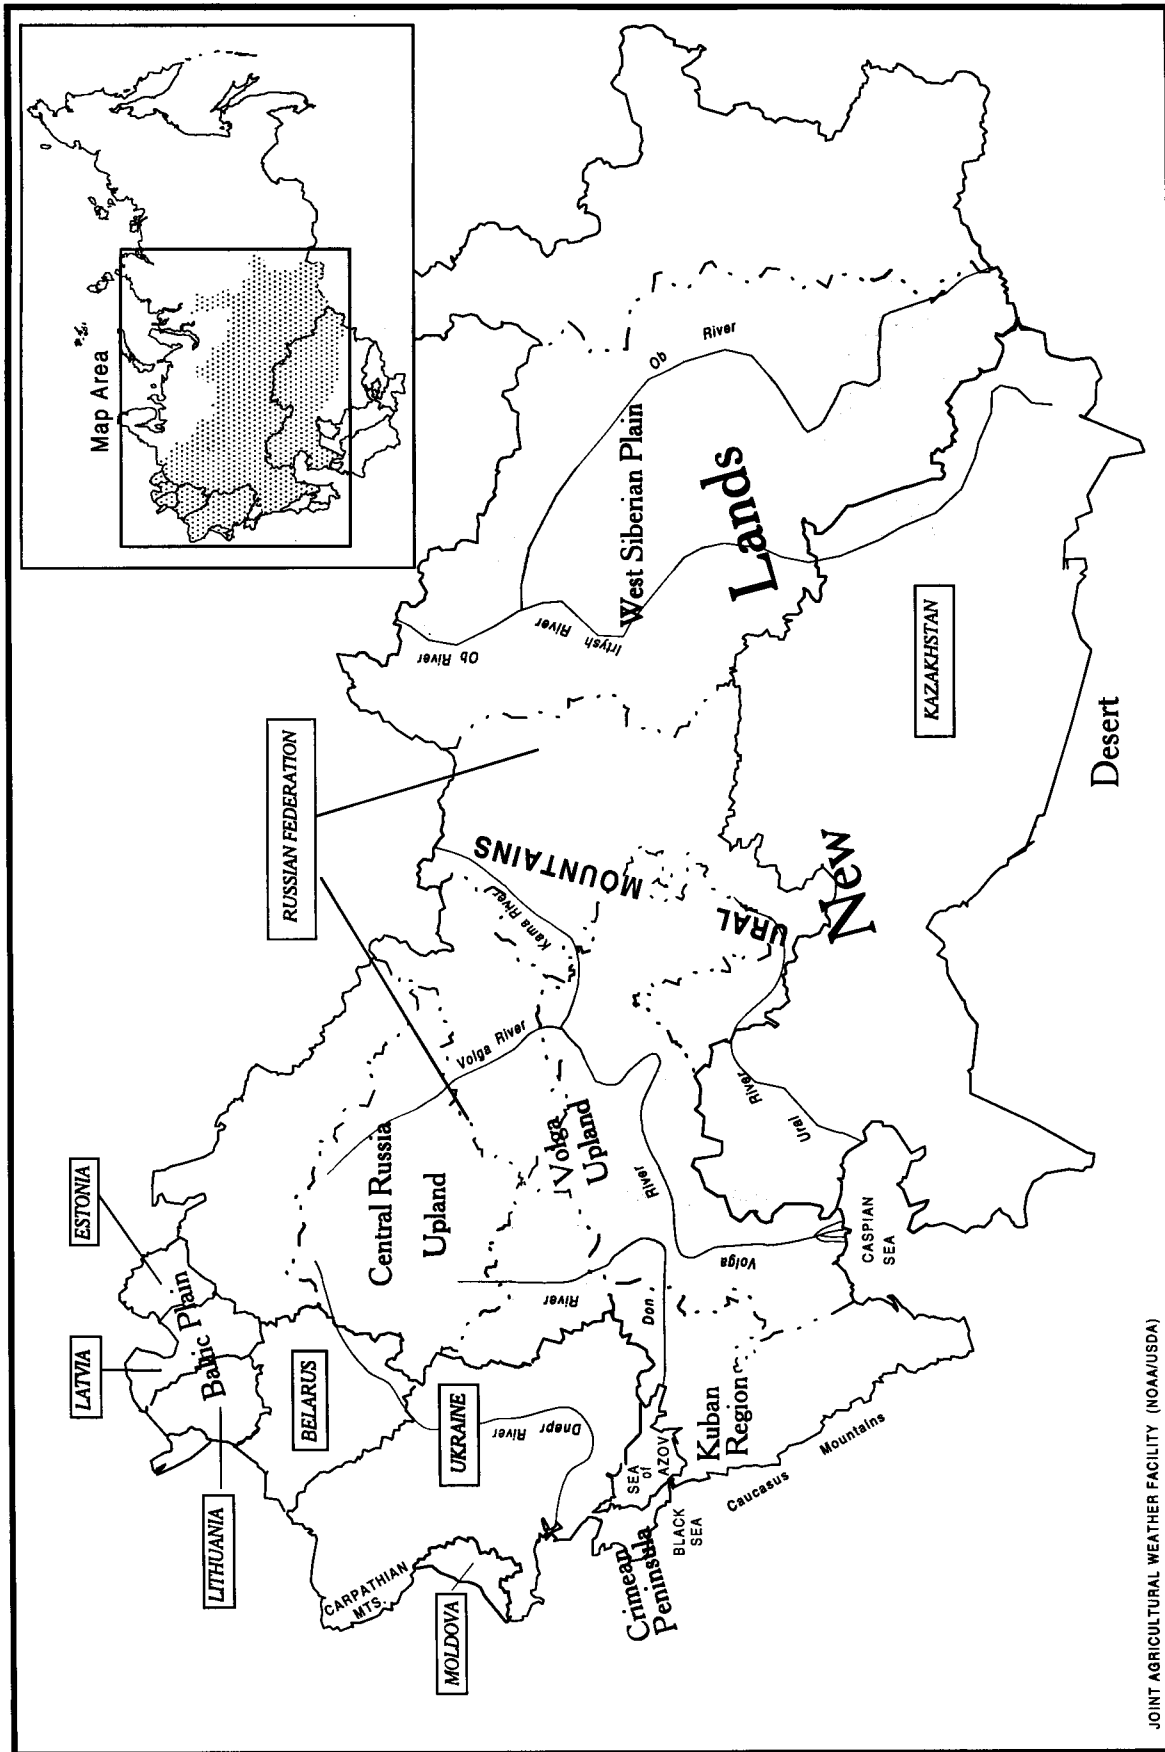 Map Area
ESTONIA
LATVIA
LITHUANIA
RUSSIAN FEDERATION
Baltic Plain
BELARUS
Central Russia
Upland
Volga River
Kama River
URAL MOUNTAINS
Ob River
Irtysh
River
Ob River
West Siberian Plain
New Lands
CARPATHIAN
MTS.
MOLDOVA
UKRAINE
Dnepr
River
Don
River
Volga
Upland
Volga
River
Ural River
KAZAKHSTAN
Crimean
Peninsula
SEA
of
AZOV
BLACK
SEA
Kuban
Region
Caucasus Mountains
CASPIAN
SEA
Desert
JOINT AGRICULTURAL WEATHER FACILITY (NOAA/USDA)